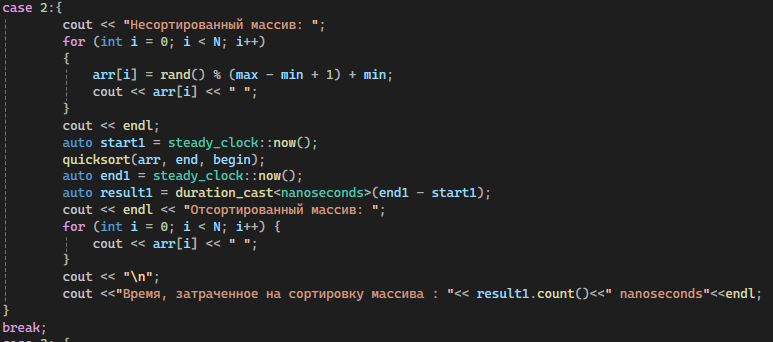 case 2:{
cout << "Несортированный массив: ";
for (int i = 0; i < N; i++)
{
arr[i] = rand() % (max - min + 1) + min;
cout << arr[i] << " ";
}
cout << endl;
auto start1 = steady_clock::now();
quicksort(arr, end, begin);
auto end1 = steady_clock::now();
auto result1 = duration_cast<nanoseconds>(end1 - start1);
cout << endl << "Отсортированный массив: ";
for (int i = 0; i < N; i++) {
cout << arr[i] << " ";
}
cout << "\n";
cout <<"Время, затраченное на сортировку массива : "<< result1.count()<<" nanoseconds"<<endl;
}
break;